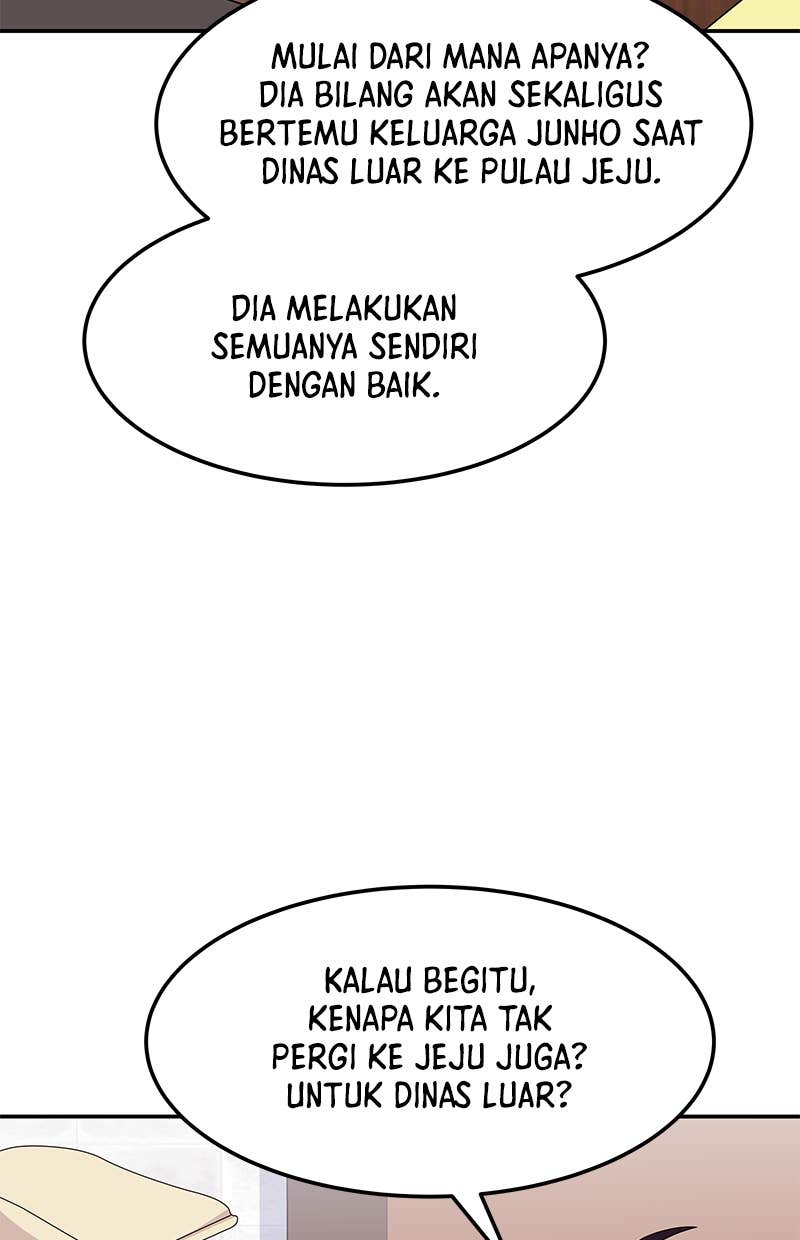 MULAI DARI MANA APANYA?
DIA BILANG AKAN SEKALIGUS
BERTEMU KELUARGA JUNHO SAAT
DINAS LUAR KE PULAU JEJU.
DIA MELAKUKAN
SEMUANYA SENDIRI
DENGAN BAIK.
KALAU BEGITU,
KENAPA KITA TAK
PERGI KE JEJU JUGA?
UNTUK DINAS LUAR?